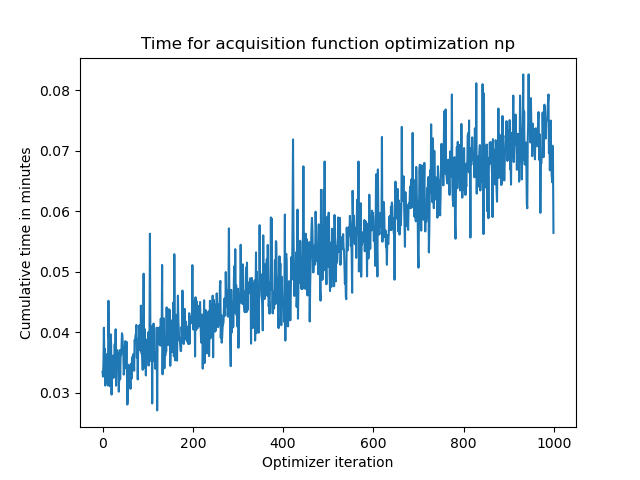 Time for acquisition function optimization np
Cumulative time in minutes
0.08
0.07
0.06
0.05
0.04
0.03
0 200 400 600 800 1000
Optimizer iteration